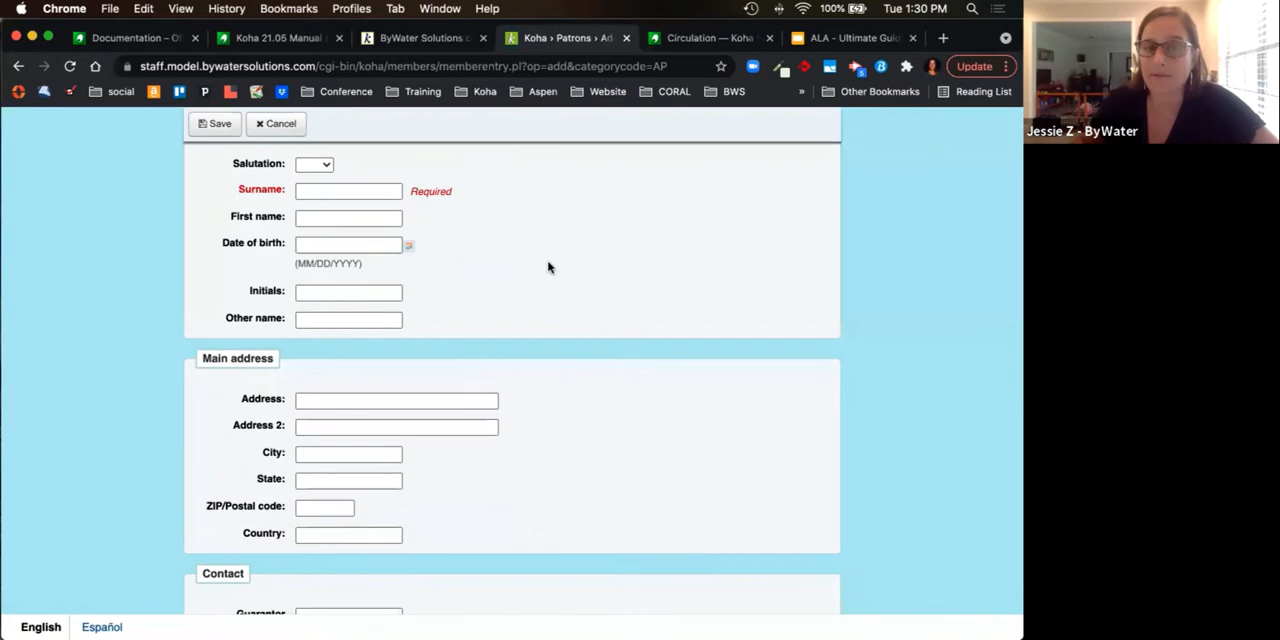 Chrome File Edit View History Bookmarks Profiles Tab Window Help 100% Tue 1:30 PM
Documentation – O Koha 21.05 Manual ByWater Solutions Koha › Patrons › Ad Circulation — Koha ALA - Ultimate Guid
staff.model.bywatersolutions.com/cgi-bin/koha/members/memberentry.pl?op=add&categorycode=AP Update
social Conference Training Koha Aspen Website CORAL BWS » Other Bookmarks Reading List
Save Cancel
Salutation:
Surname: Required
First name:
Date of birth:
(MM/DD/YYYY)
Initials:
Other name:
Main address
Address:
Address 2:
City:
State:
ZIP/Postal code:
Country:
Contact
Guarantor
English Español
Jessie Z - ByWater